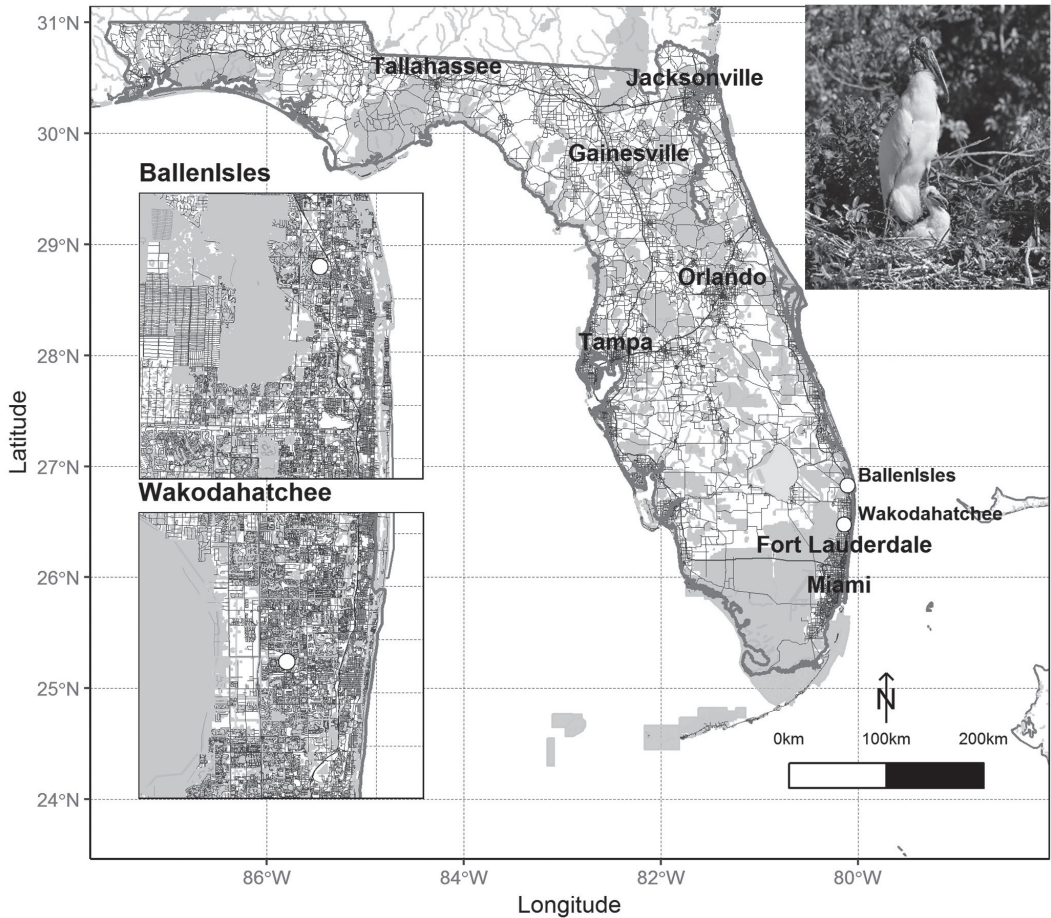 31°N
30°N
29°N
28°N
27°N
26°N
25°N
24°N
Latitude
Tallahassee
Jacksonville
Gainesville
Orlando
Tampa
BallenIsles
Wakodahatchee
Fort Lauderdale
Miami
BallenIsles
Wakodahatchee
N
0km 100km 200km
86°W 84°W 82°W 80°W
Longitude